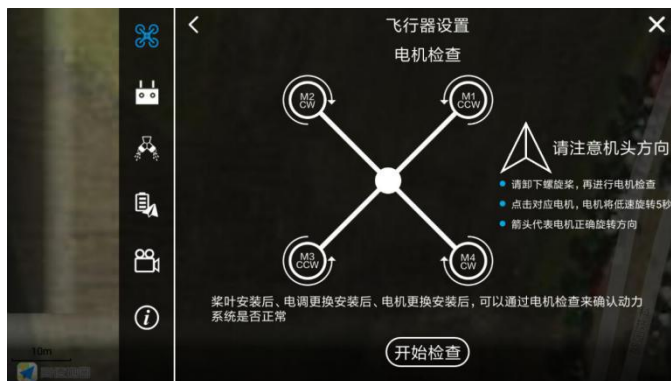 飞行器设置
电机检查
M2
CW
M1
CCW
请注意机头方向
请卸下螺旋桨，再进行电机检查
点击对应电机，电机将低速旋转5秒
箭头代表电机正确旋转方向
M3
CCW
M4
CW
桨叶安装后、电调更换安装后、电机更换安装后，可以通过电机检查来确认动力
系统是否正常
开始检查
10m